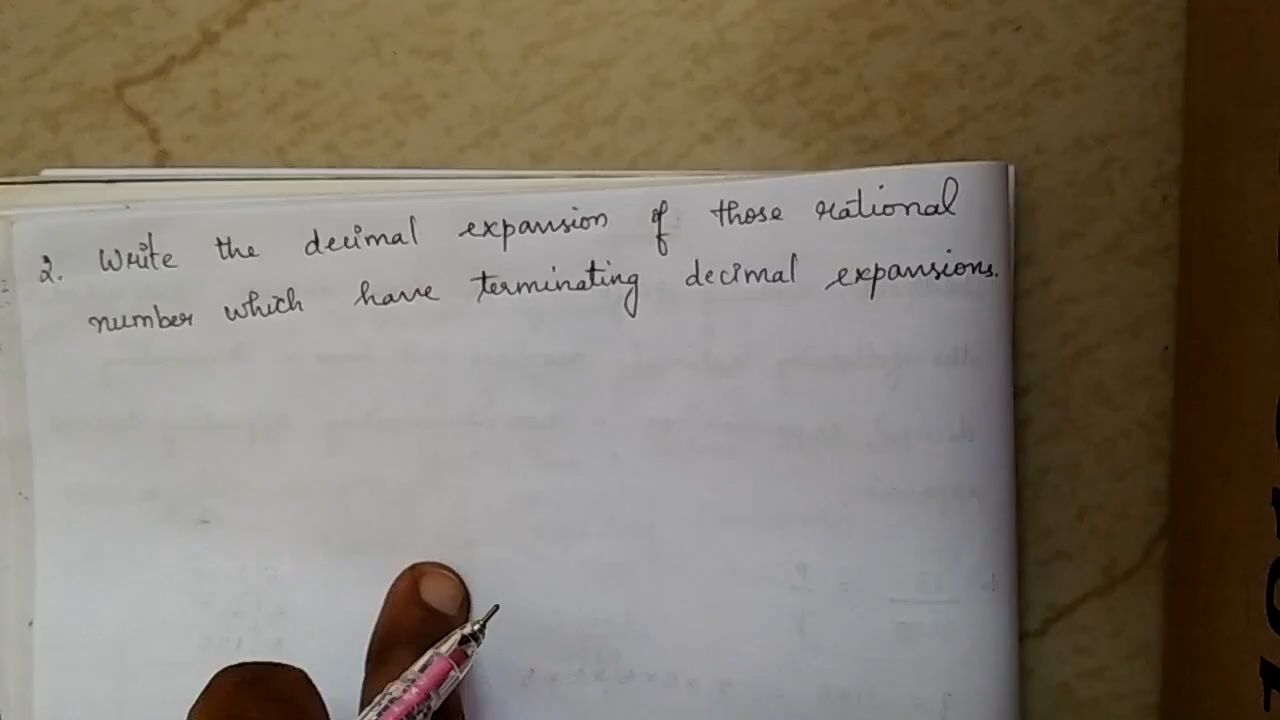 2. Write the decimal expansion of those rational
number which have terminating decimal expansions.